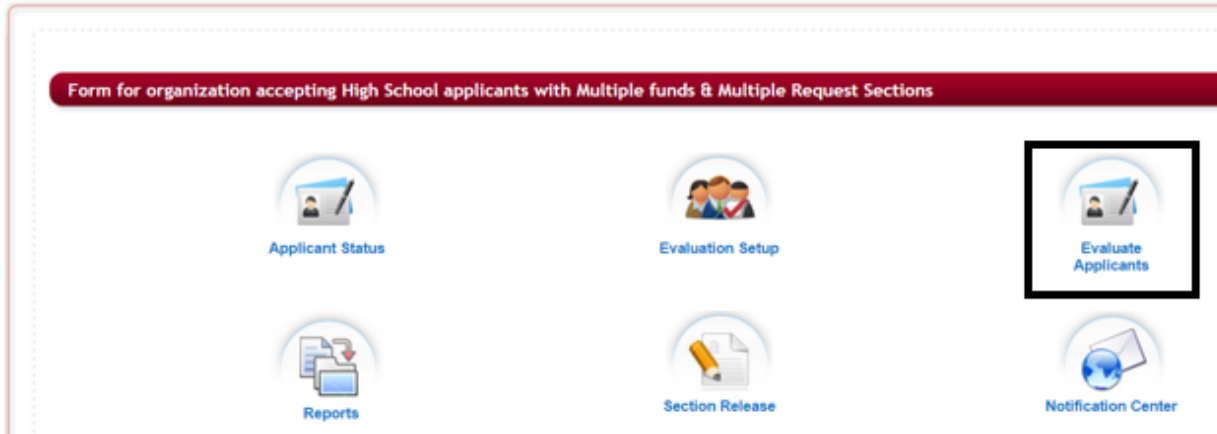 Form for organization accepting High School applicants with Multiple funds & Multiple Request Sections
Applicant Status
Evaluation Setup
Evaluate
Applicants
Reports
Section Release
Notification Center